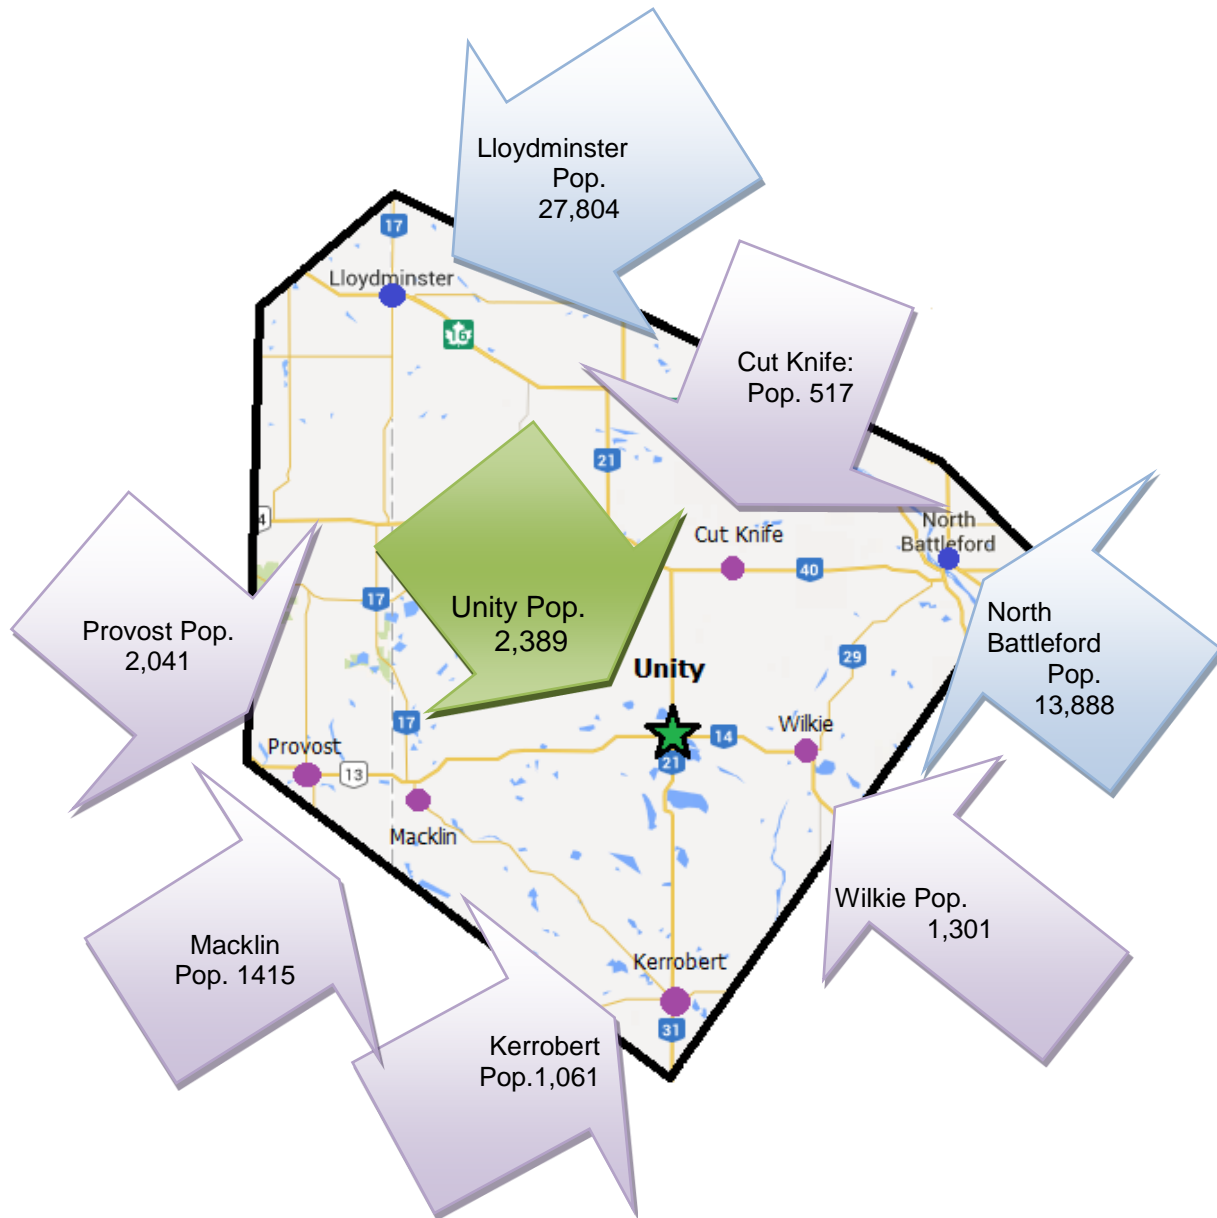 Lloydminster
Pop.
27,804
17
Lloydminster
16
Cut Knife:
Pop. 517
21
4
North
Battleford
Cut Knife
40
17
Unity Pop.
2,389
Provost Pop.
2,041
North
Battleford
Pop.
13,888
29
Unity
17
14
Wilkie
21
Provost
13
Macklin
Wilkie Pop.
1,301
Macklin
Pop. 1415
Kerrobert
31
Kerrobert
Pop.1,061